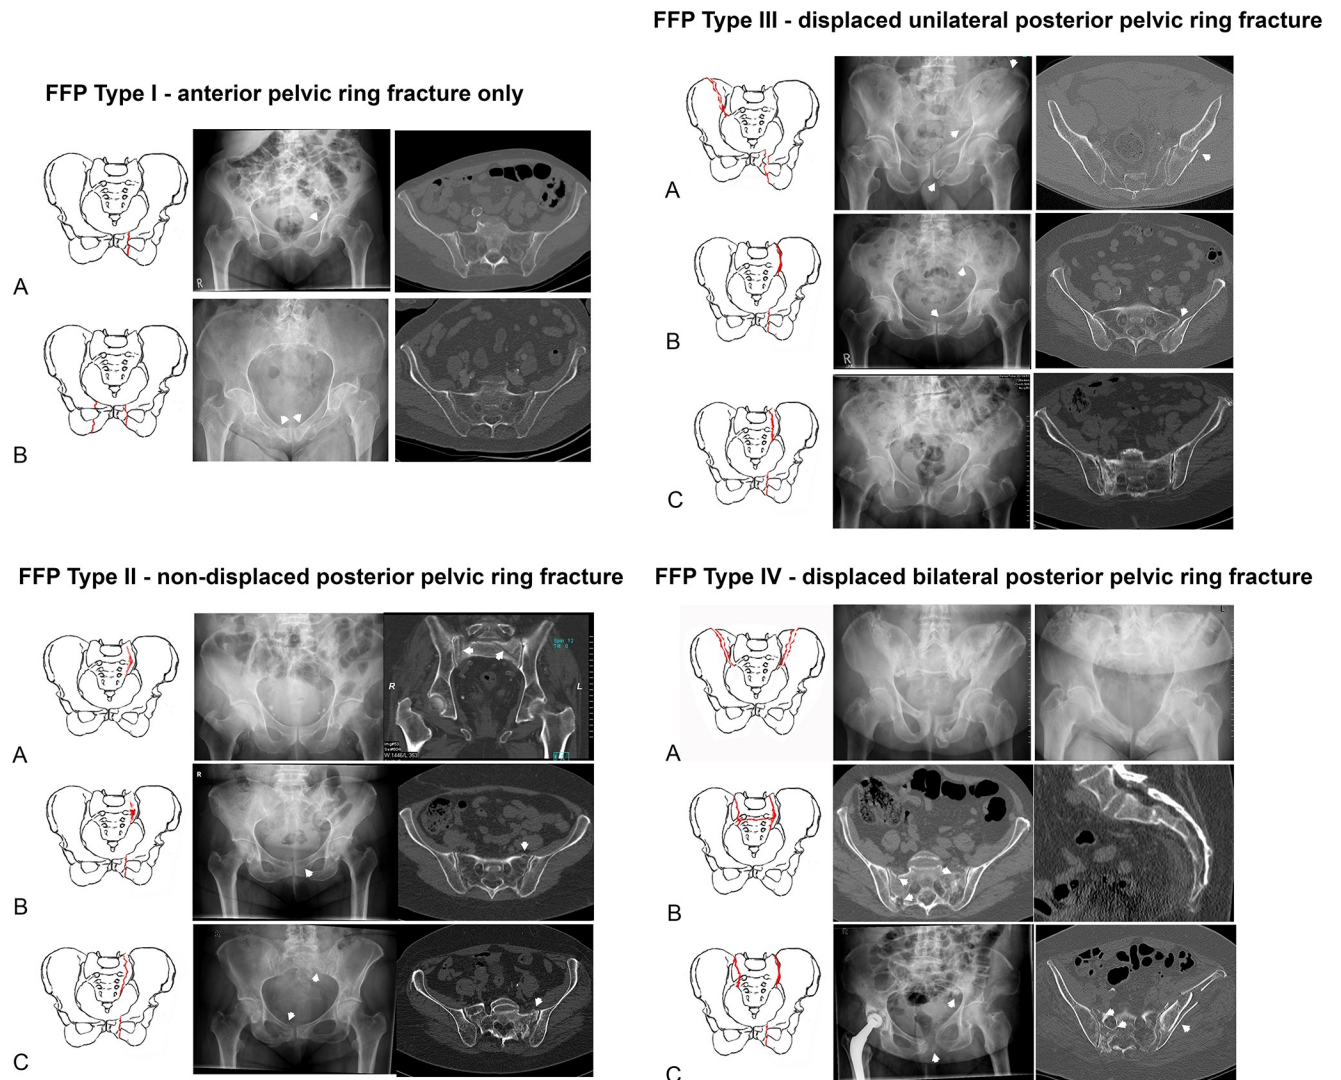 FFP Type I - anterior pelvic ring fracture only
A
R
B
FFP Type II - non-displaced posterior pelvic ring fracture
A
R
L
B
R
C
FFP Type III - displaced unilateral posterior pelvic ring fracture
A
B
R
C
FFP Type IV - displaced bilateral posterior pelvic ring fracture
A
L
B
C